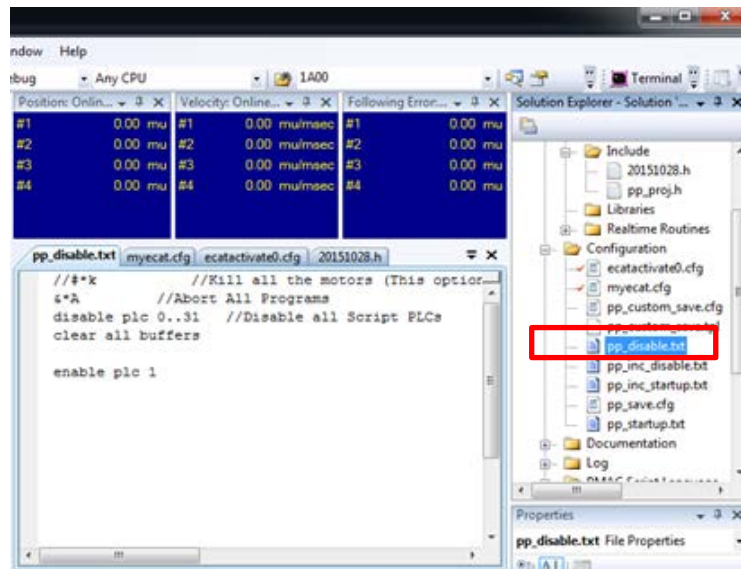 ndow Help
ebug Any CPU 1A00 Terminal
Position: Onlin... Velocity: Online... Following Error:...
#1 0.00 mu #1 0.00 mu/msec #1 0.00 mu
#2 0.00 mu #2 0.00 mu/msec #2 0.00 mu
#3 0.00 mu #3 0.00 mu/msec #3 0.00 mu
#4 0.00 mu #4 0.00 mu/msec #4 0.00 mu
pp_disable.txt myecat.cfg ecatactivate0.cfg 20151028.h
//#*k //Kill all the motors (This option
&*A //Abort All Programs
disable plc 0..31 //Disable all Script PLCs
clear all buffers
enable plc 1
Solution Explorer - Solution '...
Include
20151028.h
pp_proj.h
Libraries
Realtime Routines
Configuration
ecatactivate0.cfg
myecat.cfg
pp_custom_save.cfg
pp_disable.txt
pp_inc_disable.txt
pp_inc_startup.txt
pp_save.cfg
pp_startup.txt
Documentation
Log
Properties
pp_disable.txt File Properties